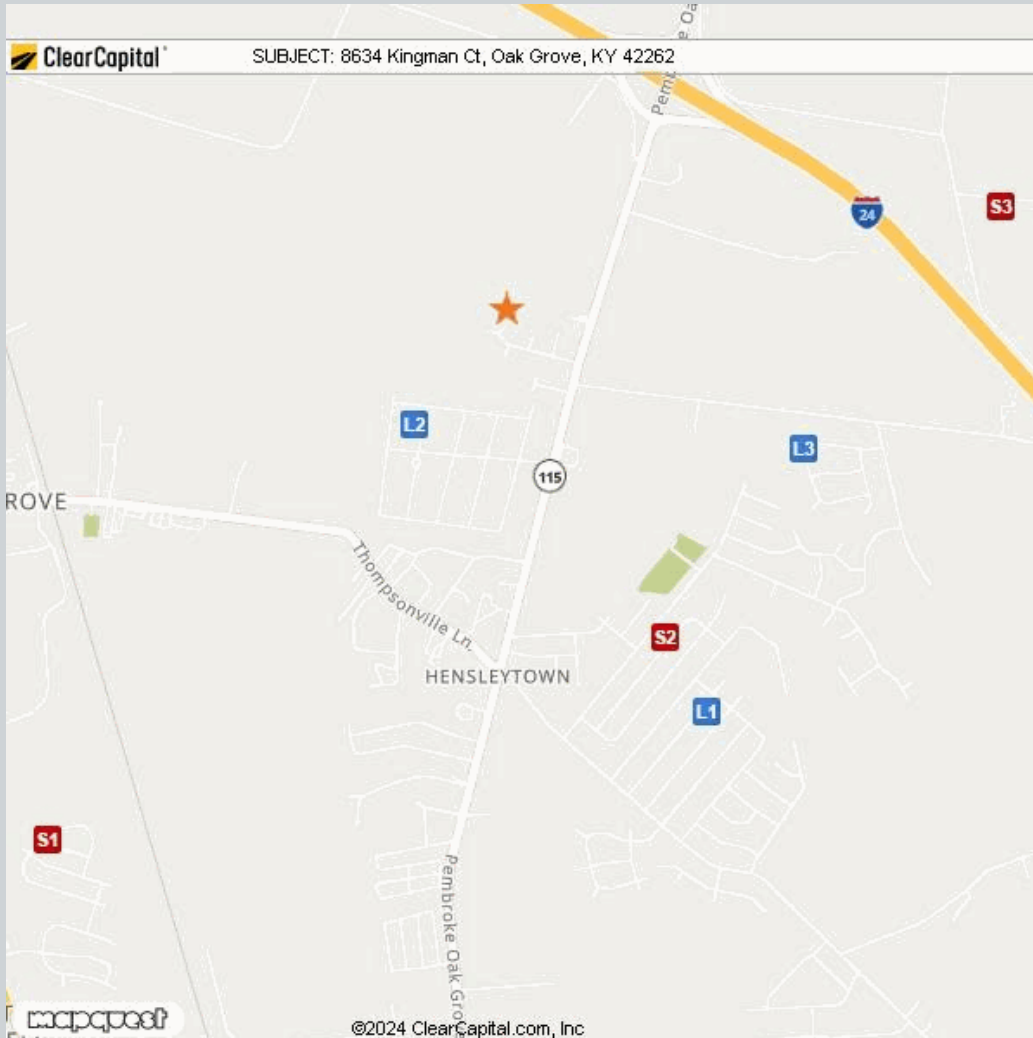 ClearCapital
SUBJECT: 8634 Kingman Ct, Oak Grove, KY 42262
24
S3
L2
L3
115
ROVE
Thompsonville Ln.
S2
HENSLEYTOWN
L1
S1
Pembroke Oak Gro
mapquest
©2024 ClearCapital.com, Inc